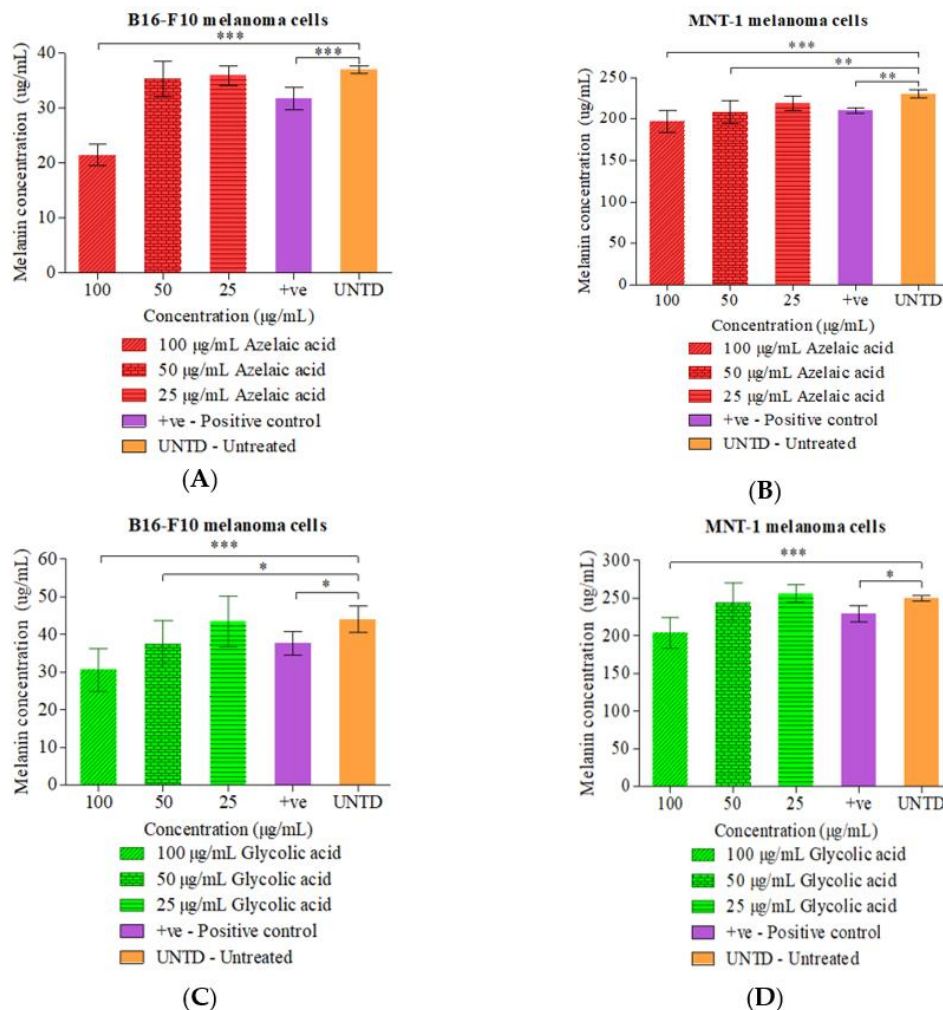 B16-F10 melanoma cells
***
***
Melanin concentration (ug/mL)
40
30
20
10
0
100 50 25 +ve UNTD
Concentration (µg/mL)
100 µg/mL Azelaic acid
50 µg/mL Azelaic acid
25 µg/mL Azelaic acid
+ve - Positive control
UNTD - Untreated
(A)
MNT-1 melanoma cells
***
**
**
Melanin concentration (ug/mL)
250
200
150
100
50
0
100 50 25 +ve UNTD
Concentration (µg/mL)
100 µg/mL Azelaic acid
50 µg/mL Azelaic acid
25 µg/mL Azelaic acid
+ve - Positive control
UNTD - Untreated
(B)
B16-F10 melanoma cells
***
*
*
Melanin concentration (ug/mL)
60
50
40
30
20
10
0
100 50 25 +ve UNTD
Concentration (µg/mL)
100 µg/mL Glycolic acid
50 µg/mL Glycolic acid
25 µg/mL Glycolic acid
+ve - Positive control
UNTD - Untreated
(C)
MNT-1 melanoma cells
***
*
Melanin concentration (ug/mL)
300
250
200
150
100
50
0
100 50 25 +ve UNTD
Concentration (µg/mL)
100 µg/mL Glycolic acid
50 µg/mL Glycolic acid
25 µg/mL Glycolic acid
+ve - Positive control
UNTD - Untreated
(D)